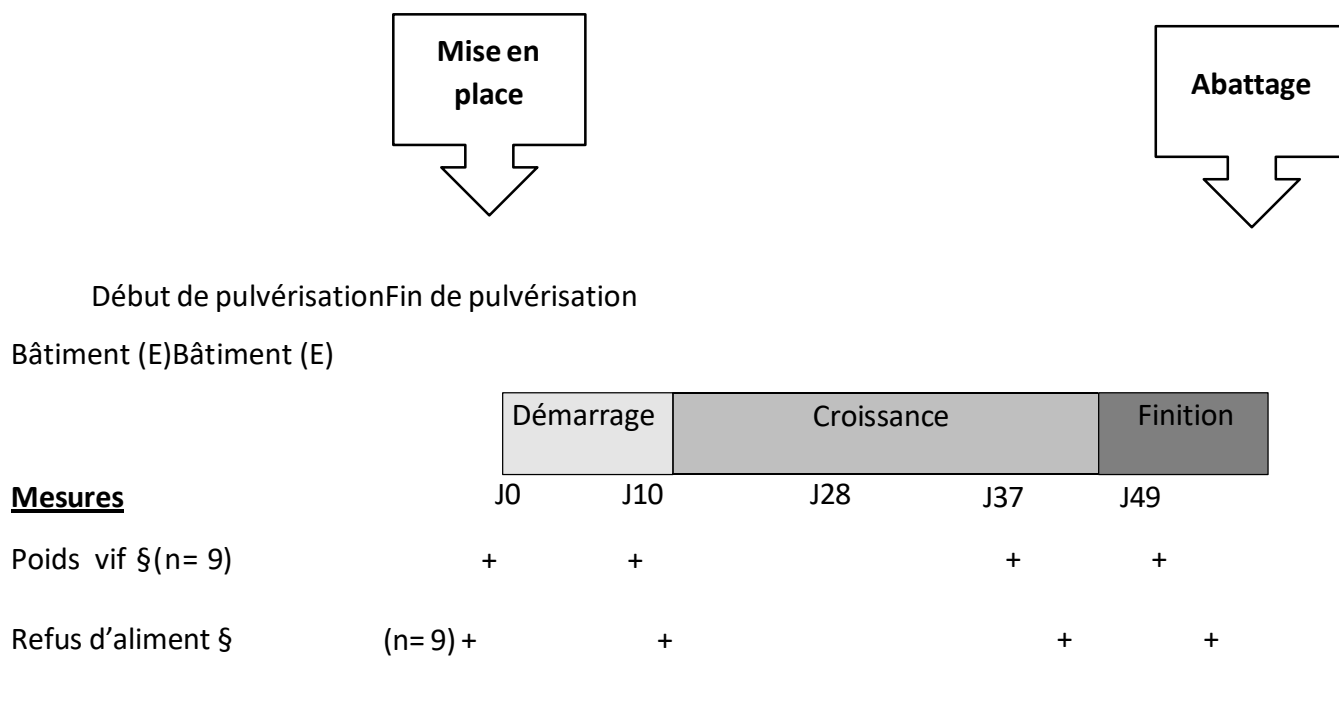 Mise en
place
Abattage
Début de pulvérisationFin de pulvérisation
Bâtiment (E)Bâtiment (E)
Démarrage Croissance Finition
Mesures J0 J10 J28 J37 J49
Poids vif §(n= 9) + + + +
Refus d'aliment § (n= 9) + + + +